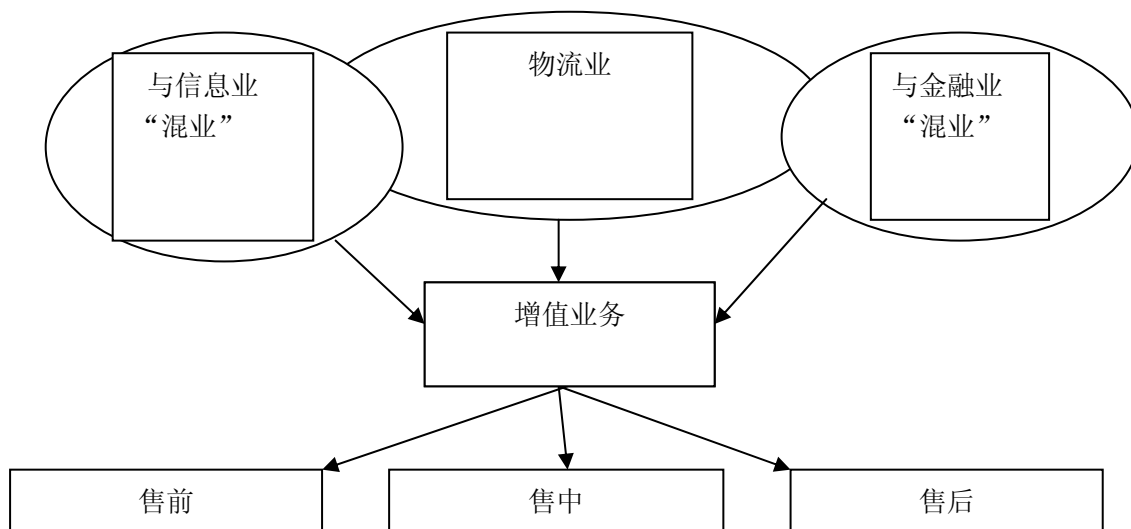 与信息业
“混业”
物流业
与金融业
“混业”
增值业务
售前
售中
售后